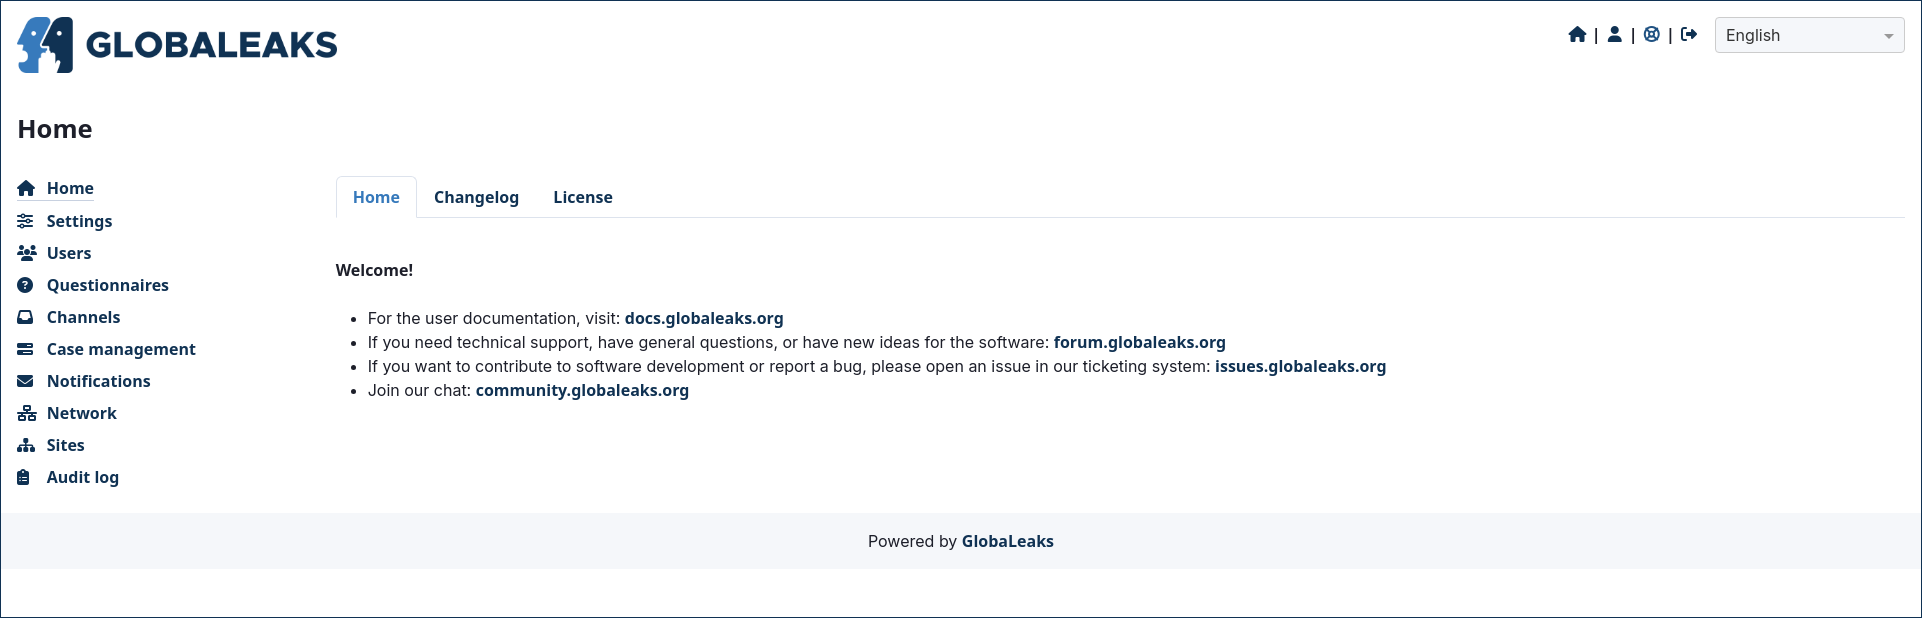 GLOBALEAKS
| | |
English
Home
Home
Settings
Users
Questionnaires
Channels
Case management
Notifications
Network
Sites
Audit log
Home Changelog License
Welcome!
• For the user documentation, visit: docs.globaleaks.org
• If you need technical support, have general questions, or have new ideas for the software: forum.globaleaks.org
• If you want to contribute to software development or report a bug, please open an issue in our ticketing system: issues.globaleaks.org
• Join our chat: community.globaleaks.org
Powered by GlobaLeaks